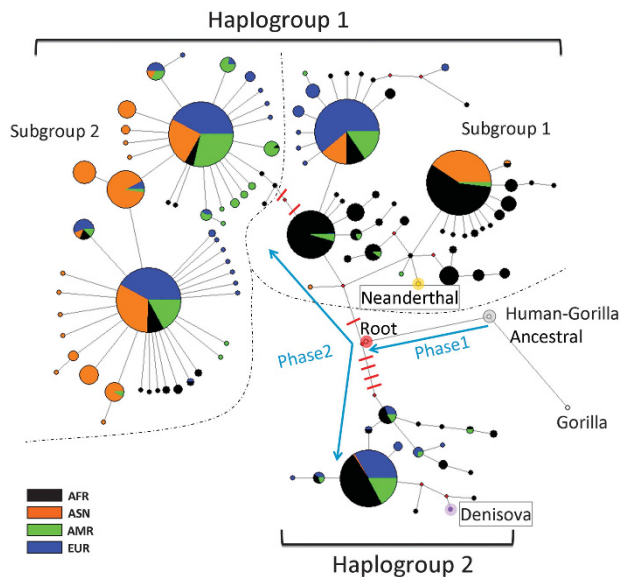 Haplogroup 1
Subgroup 2
Subgroup 1
Neanderthal
Root
Human-Gorilla
Ancestral
Phase1
Phase2
Gorilla
Denisova
AFR
ASN
AMR
EUR
Haplogroup 2